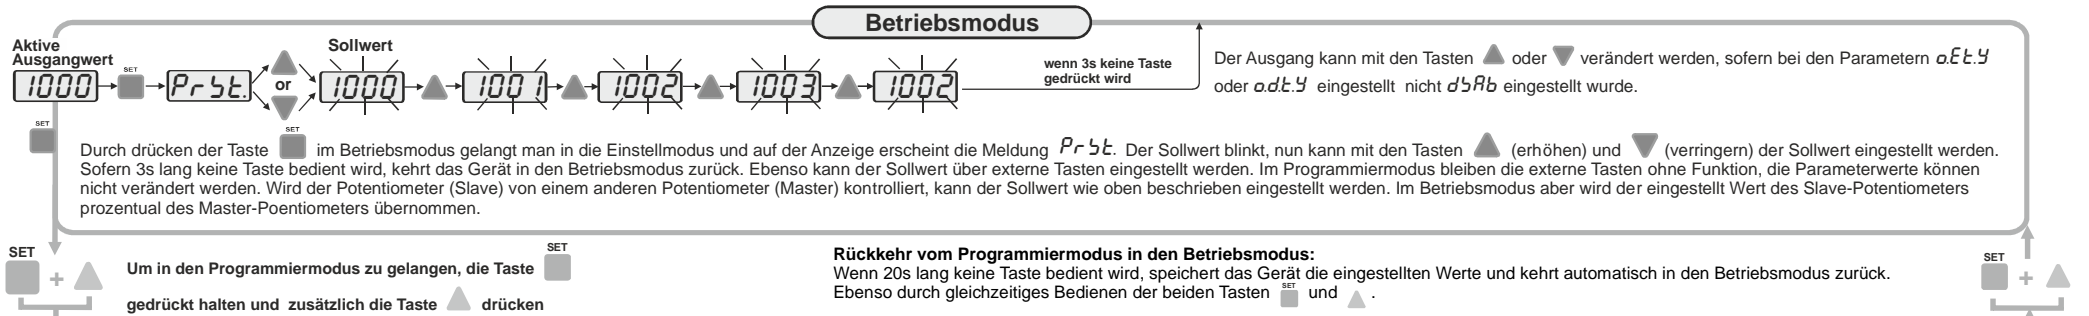 Betriebsmodus
Aktive
Ausgangwert
Sollwert
1000 SET PrSt. or 1000 1001 1002 1003 1002
wenn 3s keine Taste
gedrückt wird
Der Ausgang kann mit den Tasten oder verändert werden, sofern bei den Parametern o.Et.Y
oder o.d.t.Y eingestellt nicht dSAb eingestellt wurde.
SET
Durch drücken der Taste SET im Betriebsmodus gelangt man in die Einstellmodus und auf der Anzeige erscheint die Meldung PrSt. Der Sollwert blinkt, nun kann mit den Tasten (erhöhen) und (verringern) der Sollwert eingestellt werden.
Sofern 3s lang keine Taste bedient wird, kehrt das Gerät in den Betriebsmodus zurück. Ebenso kann der Sollwert über externe Tasten eingestellt werden. Im Programmiermodus bleiben die externe Tasten ohne Funktion, die Parameterwerte können
nicht verändert werden. Wird der Potentiometer (Slave) von einem anderen Potentiometer (Master) kontrolliert, kann der Sollwert wie oben beschrieben eingestellt werden. Im Betriebsmodus aber wird der eingestellt Wert des Slave-Potentiometers
prozentual des Master-Poentiometers übernommen.
SET
+
Um in den Programmiermodus zu gelangen, die Taste SET
gedrückt halten und zusätzlich die Taste drücken
Rückkehr vom Programmiermodus in den Betriebsmodus:
Wenn 20s lang keine Taste bedient wird, speichert das Gerät die eingestellten Werte und kehrt automatisch in den Betriebsmodus zurück.
Ebenso durch gleichzeitiges Bedienen der beiden Tasten SET und .
SET
+